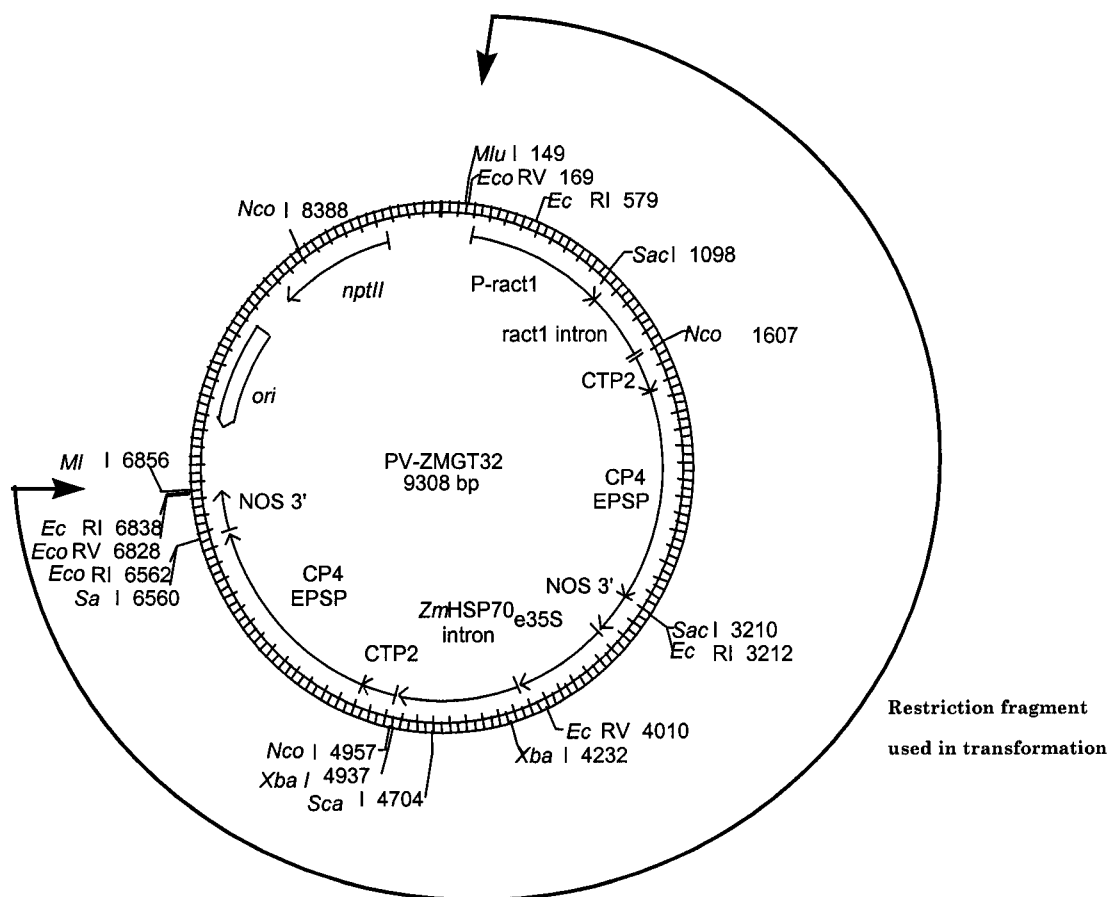 Mlu I 149
Eco RV 169
Ec RI 579
Nco I 8388
SacI 1098
P-ract1
nptII
ract1 intron
Nco 1607
CTP2
ori
PV-ZMGT32
9308 bp
Ml I 6856
CP4
EPSP
NOS 3'
Ec RI 6838
Eco RV 6828
Eco RI 6562
Sa I 6560
CP4
EPSP
NOS 3'
ZmHSP70
intron
e35S
Sac I 3210
Ec RI 3212
CTP2
Restriction fragment
used in transformation
Ec RV 4010
Xba I 4232
Nco I 4957
Xba I 4937
Sca I 4704